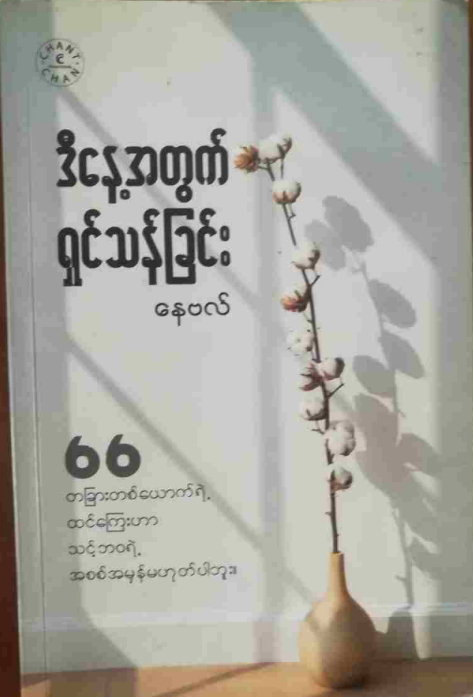 CHAN
CHAN
ဒီနေ့အတွက်
ရှင်သန်ခြင်း
နေဗလ်
တခြားတစ်ယောက်ရဲ့
ထင်ကြေးဟာ
သင့်ဘဝရဲ့
အစစ်အမှန်မဟုတ်ပါဘူး။